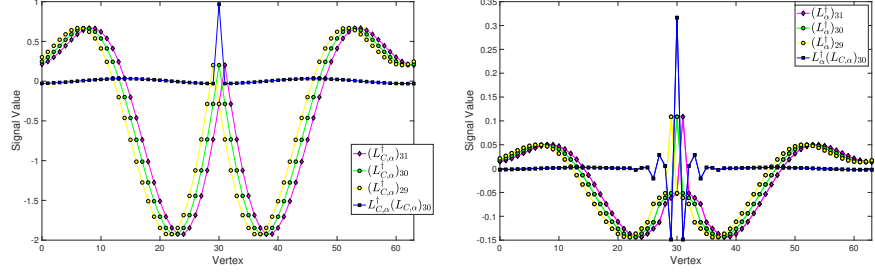 1
0.5
0
-0.5
-1
-1.5
-2
Signal Value
0 10 20 30 40 50 60
Vertex
(L†C,α)31
(L†C,α)30
(L†C,α)29
L†C,α(LC,α)30
0.35
0.3
0.25
0.2
0.15
0.1
0.05
0
-0.05
-0.1
-0.15
Signal Value
0 10 20 30 40 50 60
Vertex
(L†α)31
(L†α)30
(L†α)29
L†α(LC,α)30